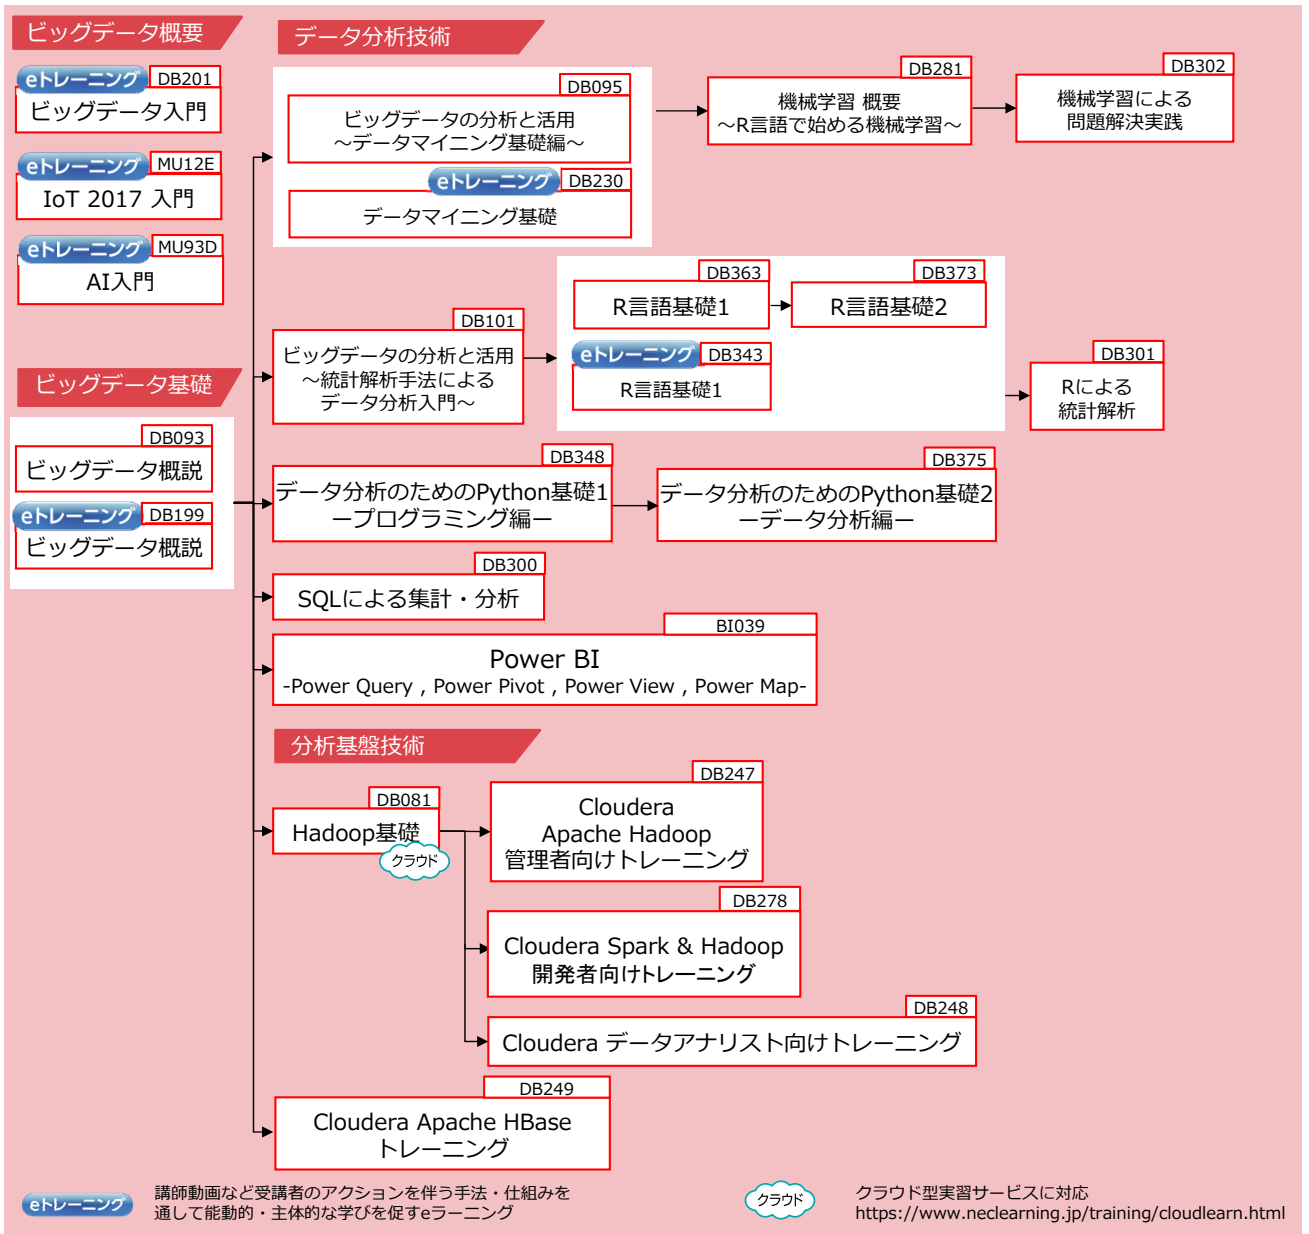 ビッグデータ概要
eトレーニング DB201
ビッグデータ入門
eトレーニング MU12E
IoT 2017 入門
eトレーニング MU93D
AI入門
ビッグデータ基礎
DB093
ビッグデータ概説
eトレーニング DB199
ビッグデータ概説
データ分析技術
DB095
ビッグデータの分析と活用
～データマイニング基礎編～
eトレーニング DB230
データマイニング基礎
DB281
機械学習 概要
～R言語で始める機械学習～
DB302
機械学習による
問題解決実践
DB101
ビッグデータの分析と活用
～統計解析手法による
データ分析入門～
DB363
R言語基礎1
DB373
R言語基礎2
eトレーニング DB343
R言語基礎1
DB301
Rによる
統計解析
DB348
データ分析のためのPython基礎1
ープログラミング編ー
DB375
データ分析のためのPython基礎2
ーデータ分析編ー
DB300
SQLによる集計・分析
BI039
Power BI
-Power Query , Power Pivot , Power View , Power Map-
分析基盤技術
DB081
Hadoop基礎
クラウド
DB247
Cloudera
Apache Hadoop
管理者向けトレーニング
DB278
Cloudera Spark & Hadoop
開発者向けトレーニング
DB248
Cloudera データアナリスト向けトレーニング
DB249
Cloudera Apache HBase
トレーニング
eトレーニング
講師動画など受講者のアクションを伴う手法・仕組みを
通して能動的・主体的な学びを促すeラーニング
クラウド
クラウド型実習サービスに対応
https://www.neclearning.jp/training/cloudlearn.html